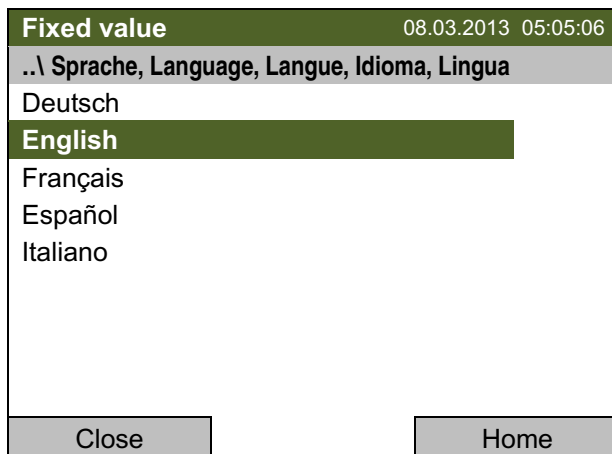 Fixed value 08.03.2013 05:05:06
..\ Sprache, Language, Langue, Idioma, Lingua
Deutsch
English
Français
Español
Italiano
Close Home